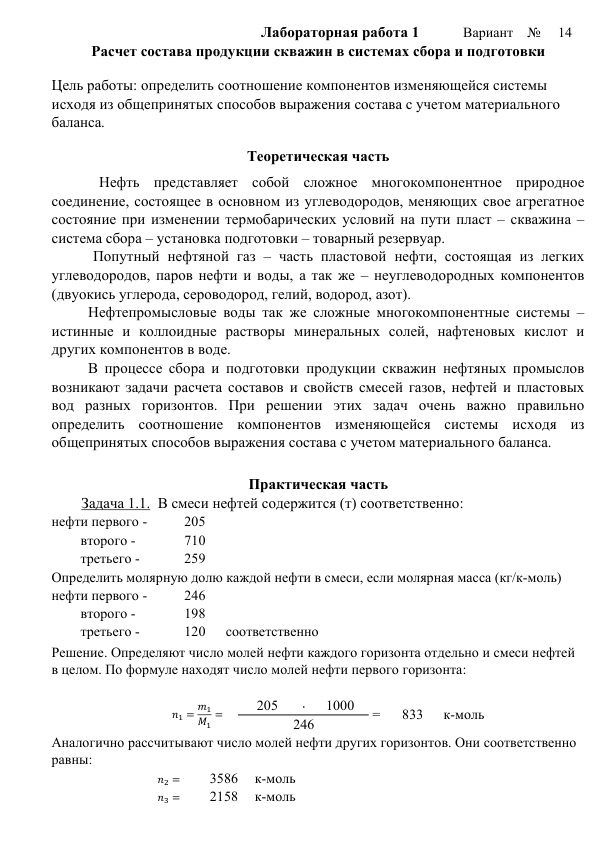 Лабораторная работа 1 Вариант № 14
Расчет состава продукции скважин в системах сбора и подготовки
Цель работы: определить соотношение компонентов изменяющейся системы
исходя из общепринятых способов выражения состава с учетом материального
баланса.
Теоретическая часть
Нефть представляет собой сложное многокомпонентное природное
соединение, состоящее в основном из углеводородов, меняющих свое агрегатное
состояние при изменении термобарических условий на пути пласт – скважина –
система сбора – установка подготовки – товарный резервуар.
Попутный нефтяной газ – часть пластовой нефти, состоящая из легких
углеводородов, паров нефти и воды, а так же – неуглеводородных компонентов
(двуокись углерода, сероводород, гелий, водород, азот).
Нефтепромысловые воды так же сложные многокомпонентные системы –
истинные и коллоидные растворы минеральных солей, нафтеновых кислот и
других компонентов в воде.
В процессе сбора и подготовки продукции скважин нефтяных промыслов
возникают задачи расчета составов и свойств смесей газов, нефтей и пластовых
вод разных горизонтов. При решении этих задач очень важно правильно
определить соотношение компонентов изменяющейся системы исходя из
общепринятых способов выражения состава с учетом материального баланса.
Практическая часть
Задача 1.1. В смеси нефтей содержится (т) соответственно:
нефти первого - 205
второго - 710
третьего - 259
Определить молярную долю каждой нефти в смеси, если молярная масса (кг/к-моль)
нефти первого - 246
второго - 198
третьего - 120 соответственно
Решение. Определяют число молей нефти каждого горизонта отдельно и смеси нефтей
в целом. По формуле находят число молей нефти первого горизонта:
n₁ = m₁/M₁ = 205 · 1000 / 246 = 833 к-моль
Аналогично рассчитывают число молей нефти других горизонтов. Они соответственно
равны:
n₂ = 3586 к-моль
n₃ = 2158 к-моль